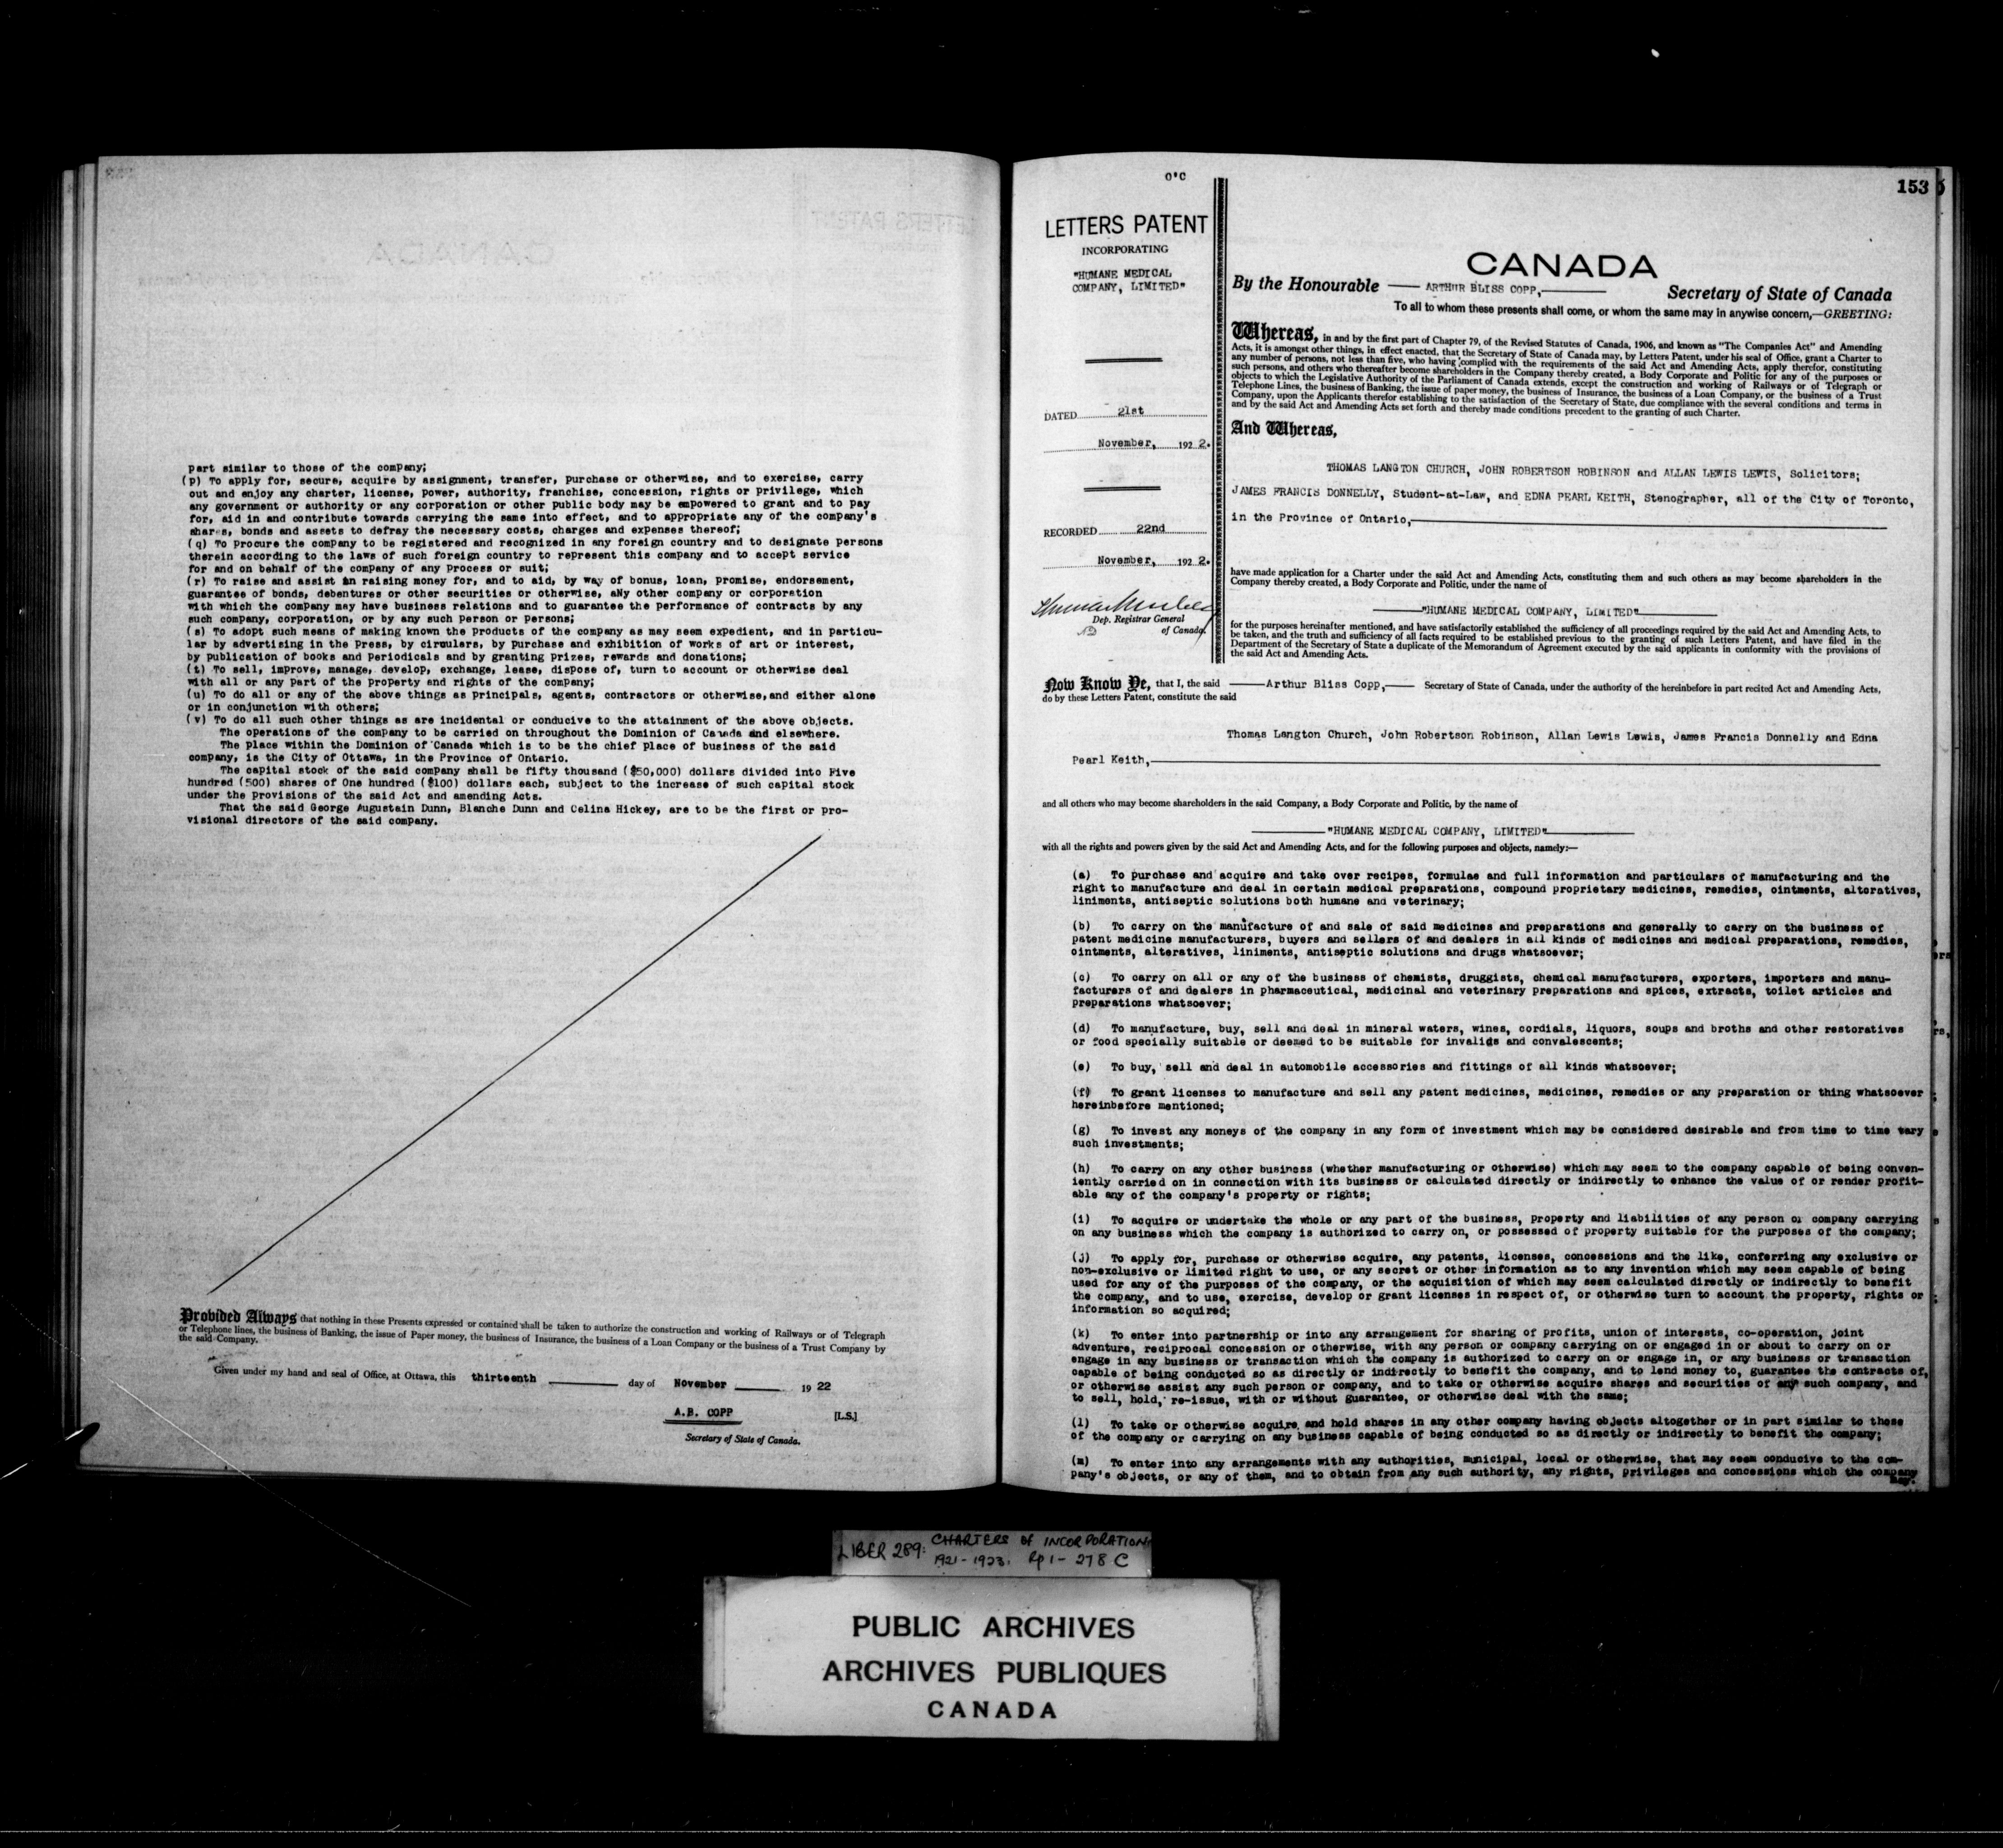 part similar to those of the company;
(p) To apply for, secure, acquire by assignment, transfer, purchase or otherwise, and to exercise, carry
out and enjoy any charter, license, power, authority, franchise, concession, rights or privilege, which
any government or authority or any corporation or other public body may be empowered to grant and to pay
for, aid in and contribute towards carrying the same into effect, and to appropriate any of the company's
shares, bonds and assets to defray the necessary costs, charges and expenses thereof;
(q) To procure the company to be registered and recognized in any foreign country and to designate persons
therein according to the laws of such foreign country to represent this company and to accept service
for and on behalf of the company of any process or suit;
(r) To raise and assist in raising money for, and to aid, by way of bonus, loan, promise, endorsement,
guarantee of bonds, debentures or other securities or otherwise, aNy other company or corporation
with which the company may have business relations and to guarantee the performance of contracts by any
such company, corporation, or by any such person or persons;
(s) To adopt such means of making known the products of the company as may seem expedient, and in particu-
lar by advertising in the Press, by circulars, by purchase and exhibition of works of art or interest,
by publication of books and Periodicals and by granting prizes, rewards and donations;
(t) To sell, improve, manage, develop, exchange, lease, dispose of, turn to account or otherwise deal
with all or any part of the property and rights of the company;
(u) To do all or any of the above things as principals, agents, contractors or otherwise,and either alone
or in conjunction with others;
(v) To do all such other things as are incidental or conducive to the attainment of the above objects.
The operations of the company to be carried on throughout the Dominion of Canada and elsewhere.
The place within the Dominion of Canada which is to be the chief place of business of the said
company, is the City of Ottawa, in the Province of Ontario.
The capital stock of the said company shall be fifty thousand ($50,000) dollars divided into Five
hundred (500) shares of One hundred ($100) dollars each, subject to the increase of such capital stock
under the provisions of the said Act and amending Acts.
That the said George Augustain Dunn, Blanche Dunn and Celina Hickey, are to be the first or pro-
visional directors of the said company.
Provided Always that nothing in these Presents expressed or contained shall be taken to authorize the construction and working of Railways or of Telegraph
or Telephone lines, the business of Banking, the issue of Paper money, the business of Insurance, the business of a Loan Company or the business of a Trust Company by
the said Company.
Given under my hand and seal of Office, at Ottawa, this thirteenth day of November 19 22
A.B. COPP [L.S.]
Secretary of State of Canada.
153
O'C
LETTERS PATENT
INCORPORATING
"HUMANE MEDICAL
COMPANY, LIMITED"
DATED 21st
November, 192 2.
RECORDED 22nd
November, 192 2.
Dep. Registrar General
of Canada.
CANADA
By the Honourable ARTHUR BLISS COPP, Secretary of State of Canada
To all to whom these presents shall come, or whom the same may in anywise concern,—GREETING:
Whereas, in and by the first part of Chapter 79, of the Revised Statutes of Canada, 1906, and known as "The Companies Act" and Amending
Acts, it is amongst other things, in effect enacted, that the Secretary of State of Canada may, by Letters Patent, under his seal of Office, grant a Charter to
any number of persons, not less than five, who having complied with the requirements of the said Act and Amending Acts, apply therefor, constituting
such persons, and others who thereafter become shareholders in the Company thereby created, a Body Corporate and Politic for any of the purposes or
objects to which the Legislative Authority of the Parliament of Canada extends, except the construction and working of Railways or of Telegraph or
Telephone Lines, the business of Banking, the issue of paper money, the business of Insurance, the business of a Loan Company, or the business of a Trust
Company, upon the Applicants therefor establishing to the satisfaction of the Secretary of State, due compliance with the several conditions and terms in
and by the said Act and Amending Acts set forth and thereby made conditions precedent to the granting of such Charter.
And Whereas,
THOMAS LANGTON CHURCH, JOHN ROBERTSON ROBINSON and ALLAN LEWIS LEWIS, Solicitors;
JAMES FRANCIS DONNELLY, Student-at-Law, and EDNA PEARL KEITH, Stenographer, all of the City of Toronto,
in the Province of Ontario,
have made application for a Charter under the said Act and Amending Acts, constituting them and such others as may become shareholders in the
Company thereby created, a Body Corporate and Politic, under the name of
"HUMANE MEDICAL COMPANY, LIMITED"
for the purposes hereinafter mentioned, and have satisfactorily established the sufficiency of all proceedings required by the said Act and Amending Acts, to
be taken, and the truth and sufficiency of all facts required to be established previous to the granting of such Letters Patent, and have filed in the
Department of the Secretary of State a duplicate of the Memorandum of Agreement executed by the said applicants in conformity with the provisions of
the said Act and Amending Acts.
Now Know Ye, that I, the said Arthur Bliss Copp, Secretary of State of Canada, under the authority of the hereinbefore in part recited Act and Amending Acts,
do by these Letters Patent, constitute the said
Thomas Langton Church, John Robertson Robinson, Allan Lewis Lewis, James Francis Donnelly and Edna
Pearl Keith,
and all others who may become shareholders in the said Company, a Body Corporate and Politic, by the name of
"HUMANE MEDICAL COMPANY, LIMITED"
with all the rights and powers given by the said Act and Amending Acts, and for the following purposes and objects, namely:—
(a) To purchase and acquire and take over recipes, formulae and full information and particulars of manufacturing and the
right to manufacture and deal in certain medical preparations, compound proprietary medicines, remedies, ointments, alteratives,
liniments, antiseptic solutions both humane and veterinary;
(b) To carry on the manufacture of and sale of said medicines and preparations and generally to carry on the business of
patent medicine manufacturers, buyers and sellers of and dealers in all kinds of medicines and medical preparations, remedies,
ointments, alteratives, liniments, antiseptic solutions and drugs whatsoever;
(c) To carry on all or any of the business of chemists, druggists, chemical manufacturers, exporters, importers and manu-
facturers of and dealers in pharmaceutical, medicinal and veterinary preparations and spices, extracts, toilet articles and
preparations whatsoever;
(d) To manufacture, buy, sell and deal in mineral waters, wines, cordials, liquors, soups and broths and other restoratives
or food specially suitable or deemed to be suitable for invalids and convalescents;
(e) To buy, sell and deal in automobile accessories and fittings of all kinds whatsoever;
(f) To grant licenses to manufacture and sell any patent medicines, medicines, remedies or any preparation or thing whatsoever
hereinbefore mentioned;
(g) To invest any moneys of the company in any form of investment which may be considered desirable and from time to time vary
such investments;
(h) To carry on any other business (whether manufacturing or otherwise) which may seem to the company capable of being conven-
iently carried on in connection with its business or calculated directly or indirectly to enhance the value of or render profit-
able any of the company's property or rights;
(i) To acquire or undertake the whole or any part of the business, property and liabilities of any person or company carrying
on any business which the company is authorized to carry on, or possessed of property suitable for the purposes of the company;
(j) To apply for, purchase or otherwise acquire, any patents, licenses, concessions and the like, conferring any exclusive or
non-exclusive or limited right to use, or any secret or other information as to any invention which may seem capable of being
used for any of the purposes of the company, or the acquisition of which may seem calculated directly or indirectly to benefit
the company, and to use, exercise, develop or grant licenses in respect of, or otherwise turn to account the property, rights or
information so acquired;
(k) To enter into partnership or into any arrangement for sharing of profits, union of interests, co-operation, joint
adventure, reciprocal concession or otherwise, with any person or company carrying on or engaged in or about to carry on or
engage in any business or transaction which the company is authorized to carry on or engage in, or any business or transaction
capable of being conducted so as directly or indirectly to benefit the company, and to lend money to, guarantee the contracts of,
or otherwise assist any such person or company, and to take or otherwise acquire shares and securities of any such company, and
to sell, hold, re-issue, with or without guarantee, or otherwise deal with the same;
(l) To take or otherwise acquire and hold shares in any other company having objects altogether or in part similar to those
of the company or carrying on any business capable of being conducted so as directly or indirectly to benefit the company;
(m) To enter into any arrangements with any authorities, municipal, local or otherwise, that may seem conducive to the com-
pany's objects, or any of them, and to obtain from any such authority, any rights, privileges and concessions which the company
may
LIBER 289: CHARTERS OF INCORPORATION
1921-1923. Pp 1 - 278 C
PUBLIC ARCHIVES
ARCHIVES PUBLIQUES
CANADA